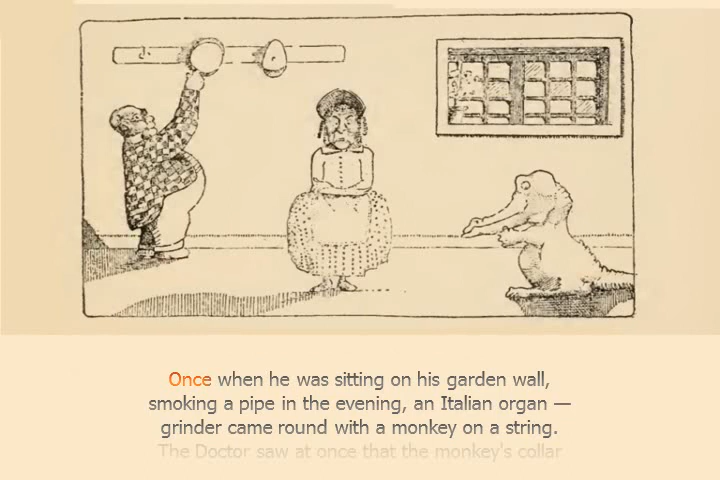 Once when he was sitting on his garden wall,
smoking a pipe in the evening, an Italian organ —
grinder came round with a monkey on a string.
The Doctor saw at once that the monkey's collar